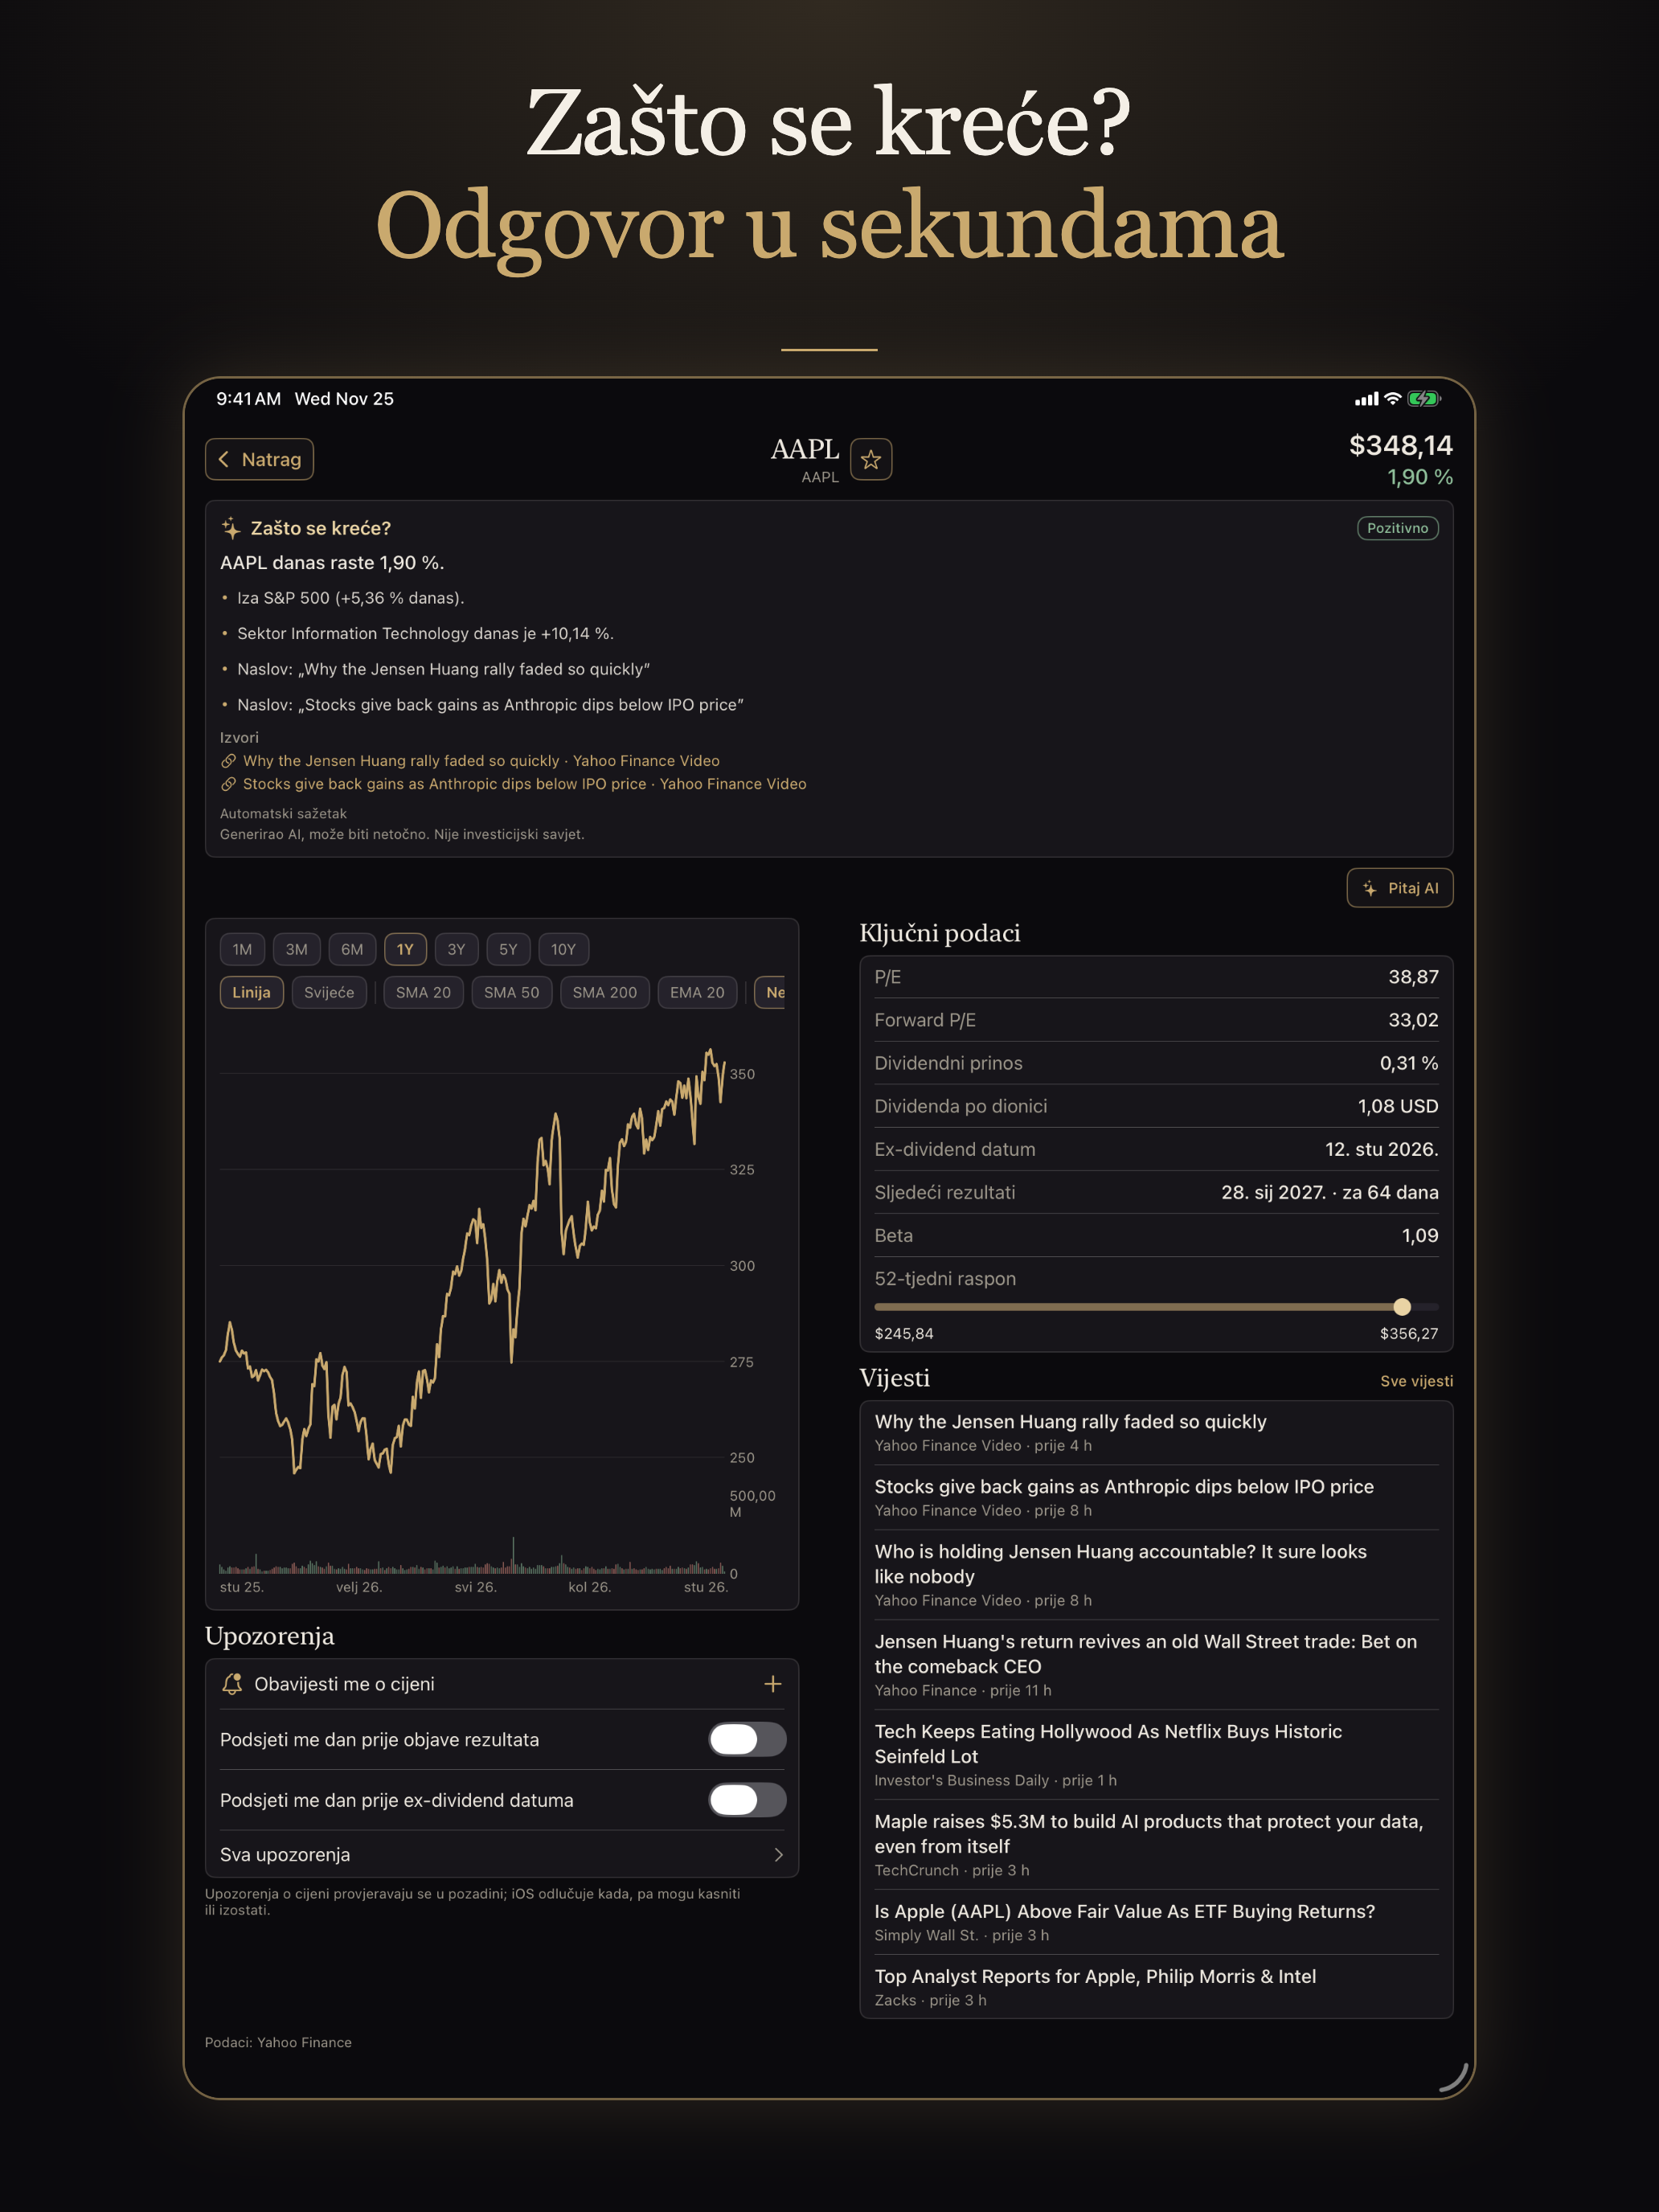 Zašto se kreće?
Odgovor u sekundama
9:41 AM Wed Nov 25
Natrag
AAPL
AAPL
$348,14
1,90 %
Zašto se kreće?
Pozitivno
AAPL danas raste 1,90 %.
• Iza S&P 500 (+5,36 % danas).
• Sektor Information Technology danas je +10,14 %.
• Naslov: „Why the Jensen Huang rally faded so quickly”
• Naslov: „Stocks give back gains as Anthropic dips below IPO price”
Izvori
Why the Jensen Huang rally faded so quickly · Yahoo Finance Video
Stocks give back gains as Anthropic dips below IPO price · Yahoo Finance Video
Automatski sažetak
Generirao AI, može biti netočno. Nije investicijski savjet.
Pitaj AI
1M 3M 6M 1Y 3Y 5Y 10Y
Linija Svijeće SMA 20 SMA 50 SMA 200 EMA 20 Ne
350
325
300
275
250
500,00
M
0
stu 25. velj 26. svi 26. kol 26. stu 26.
Upozorenja
Obavijesti me o cijeni
Podsjeti me dan prije objave rezultata
Podsjeti me dan prije ex-dividend datuma
Sva upozorenja
Upozorenja o cijeni provjeravaju se u pozadini; iOS odlučuje kada, pa mogu kasniti
ili izostati.
Ključni podaci
P/E 38,87
Forward P/E 33,02
Dividendni prinos 0,31 %
Dividenda po dionici 1,08 USD
Ex-dividend datum 12. stu 2026.
Sljedeći rezultati 28. sij 2027. · za 64 dana
Beta 1,09
52-tjedni raspon
$245,84 $356,27
Vijesti
Sve vijesti
Why the Jensen Huang rally faded so quickly
Yahoo Finance Video · prije 4 h
Stocks give back gains as Anthropic dips below IPO price
Yahoo Finance Video · prije 8 h
Who is holding Jensen Huang accountable? It sure looks
like nobody
Yahoo Finance Video · prije 8 h
Jensen Huang's return revives an old Wall Street trade: Bet on
the comeback CEO
Yahoo Finance · prije 11 h
Tech Keeps Eating Hollywood As Netflix Buys Historic
Seinfeld Lot
Investor's Business Daily · prije 1 h
Maple raises $5.3M to build AI products that protect your data,
even from itself
TechCrunch · prije 3 h
Is Apple (AAPL) Above Fair Value As ETF Buying Returns?
Simply Wall St. · prije 3 h
Top Analyst Reports for Apple, Philip Morris & Intel
Zacks · prije 3 h
Podaci: Yahoo Finance